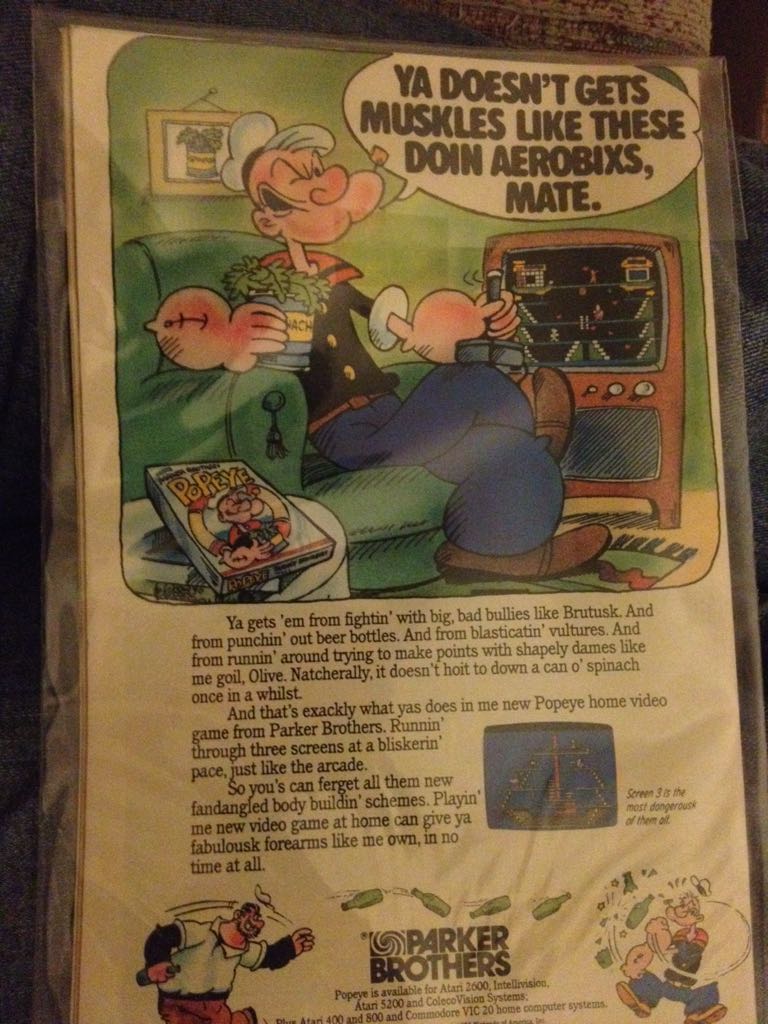 YA DOESN'T GETS
MUSKLES LIKE THESE
DOIN AEROBIXS,
MATE.
NACH
PARKER BROTHERS
POPEYE
POPEYE
Ya gets 'em from fightin' with big, bad bullies like Brutusk. And
from punchin' out beer bottles. And from blasticatin' vultures. And
from runnin' around trying to make points with shapely dames like
me goil, Olive. Natcherally, it doesn't hoit to down a can o' spinach
once in a whilst.
And that's exackly what yas does in me new Popeye home video
game from Parker Brothers. Runnin'
through three screens at a bliskerin'
pace, just like the arcade.
So you's can ferget all them new
fandangled body buildin' schemes. Playin'
me new video game at home can give ya
fabulousk forearms like me own, in no
time at all.
Screen 3 is the
most dangerousk
of them all.
PARKER
BROTHERS
Popeye is available for Atari 2600, Intellivision,
Atari 5200 and ColecoVision Systems;
Plus Atari 400 and 800 and Commodore VIC 20 home computer systems.